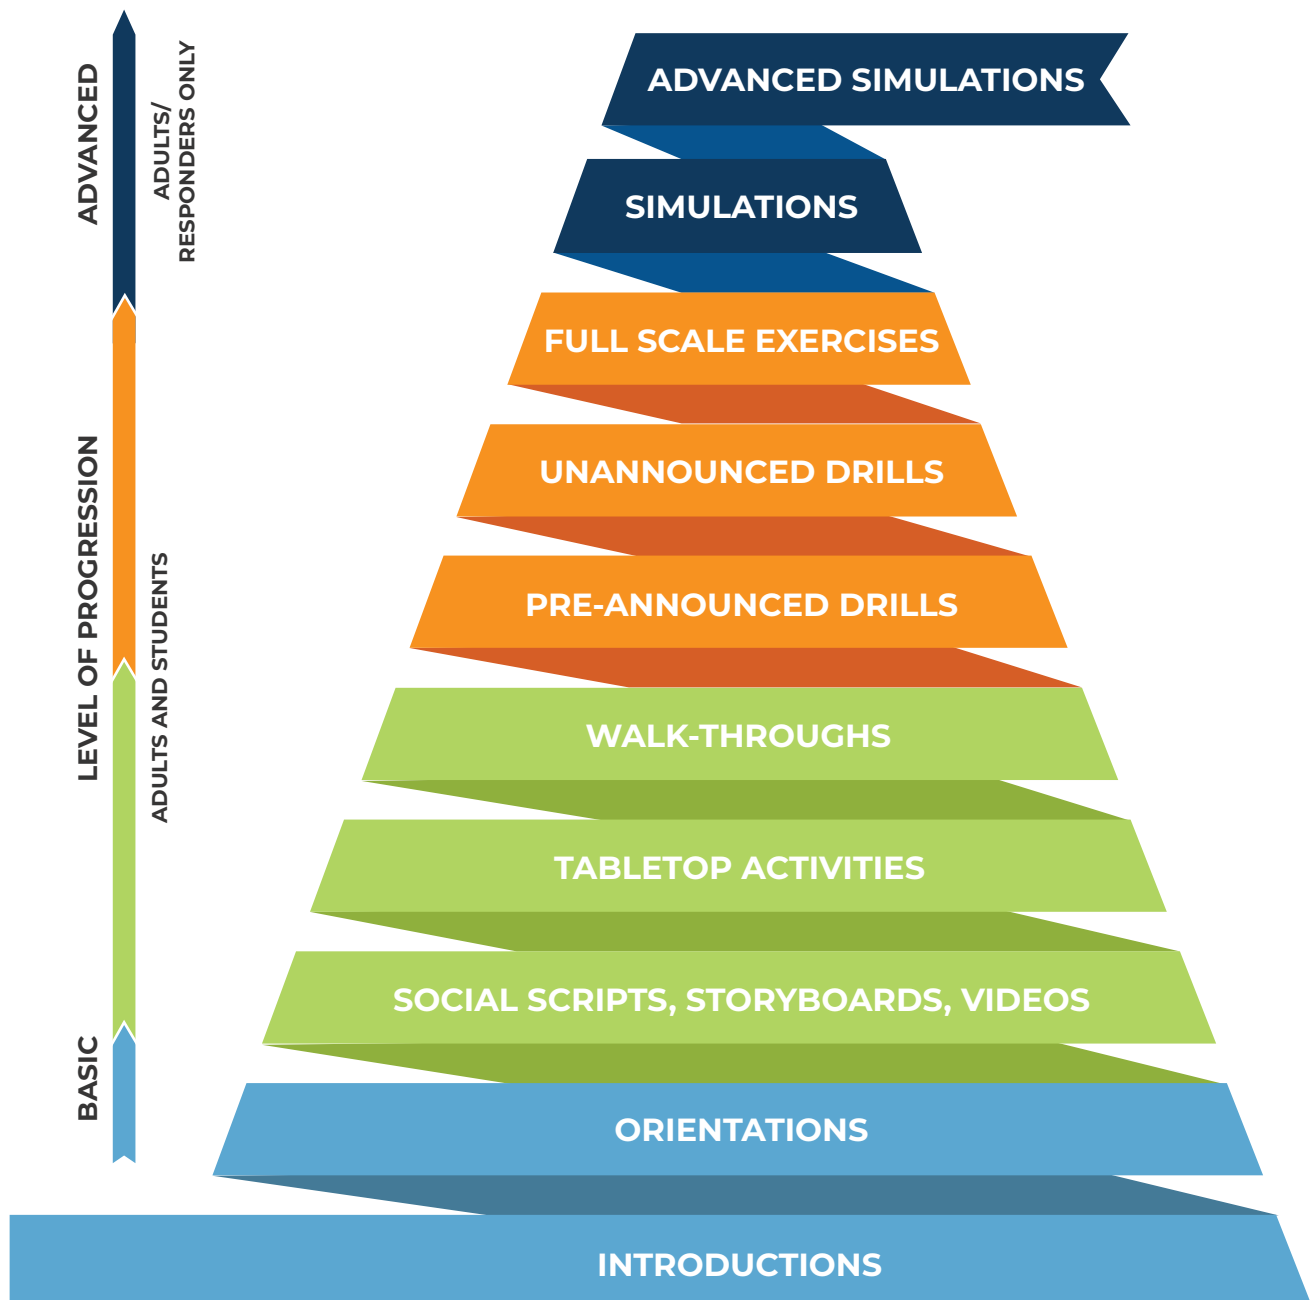 ADVANCED
ADULTS/
RESPONDERS ONLY
LEVEL OF PROGRESSION
ADULTS AND STUDENTS
BASIC
ADVANCED SIMULATIONS
SIMULATIONS
FULL SCALE EXERCISES
UNANNOUNCED DRILLS
PRE-ANNOUNCED DRILLS
WALK-THROUGHS
TABLETOP ACTIVITIES
SOCIAL SCRIPTS, STORYBOARDS, VIDEOS
ORIENTATIONS
INTRODUCTIONS